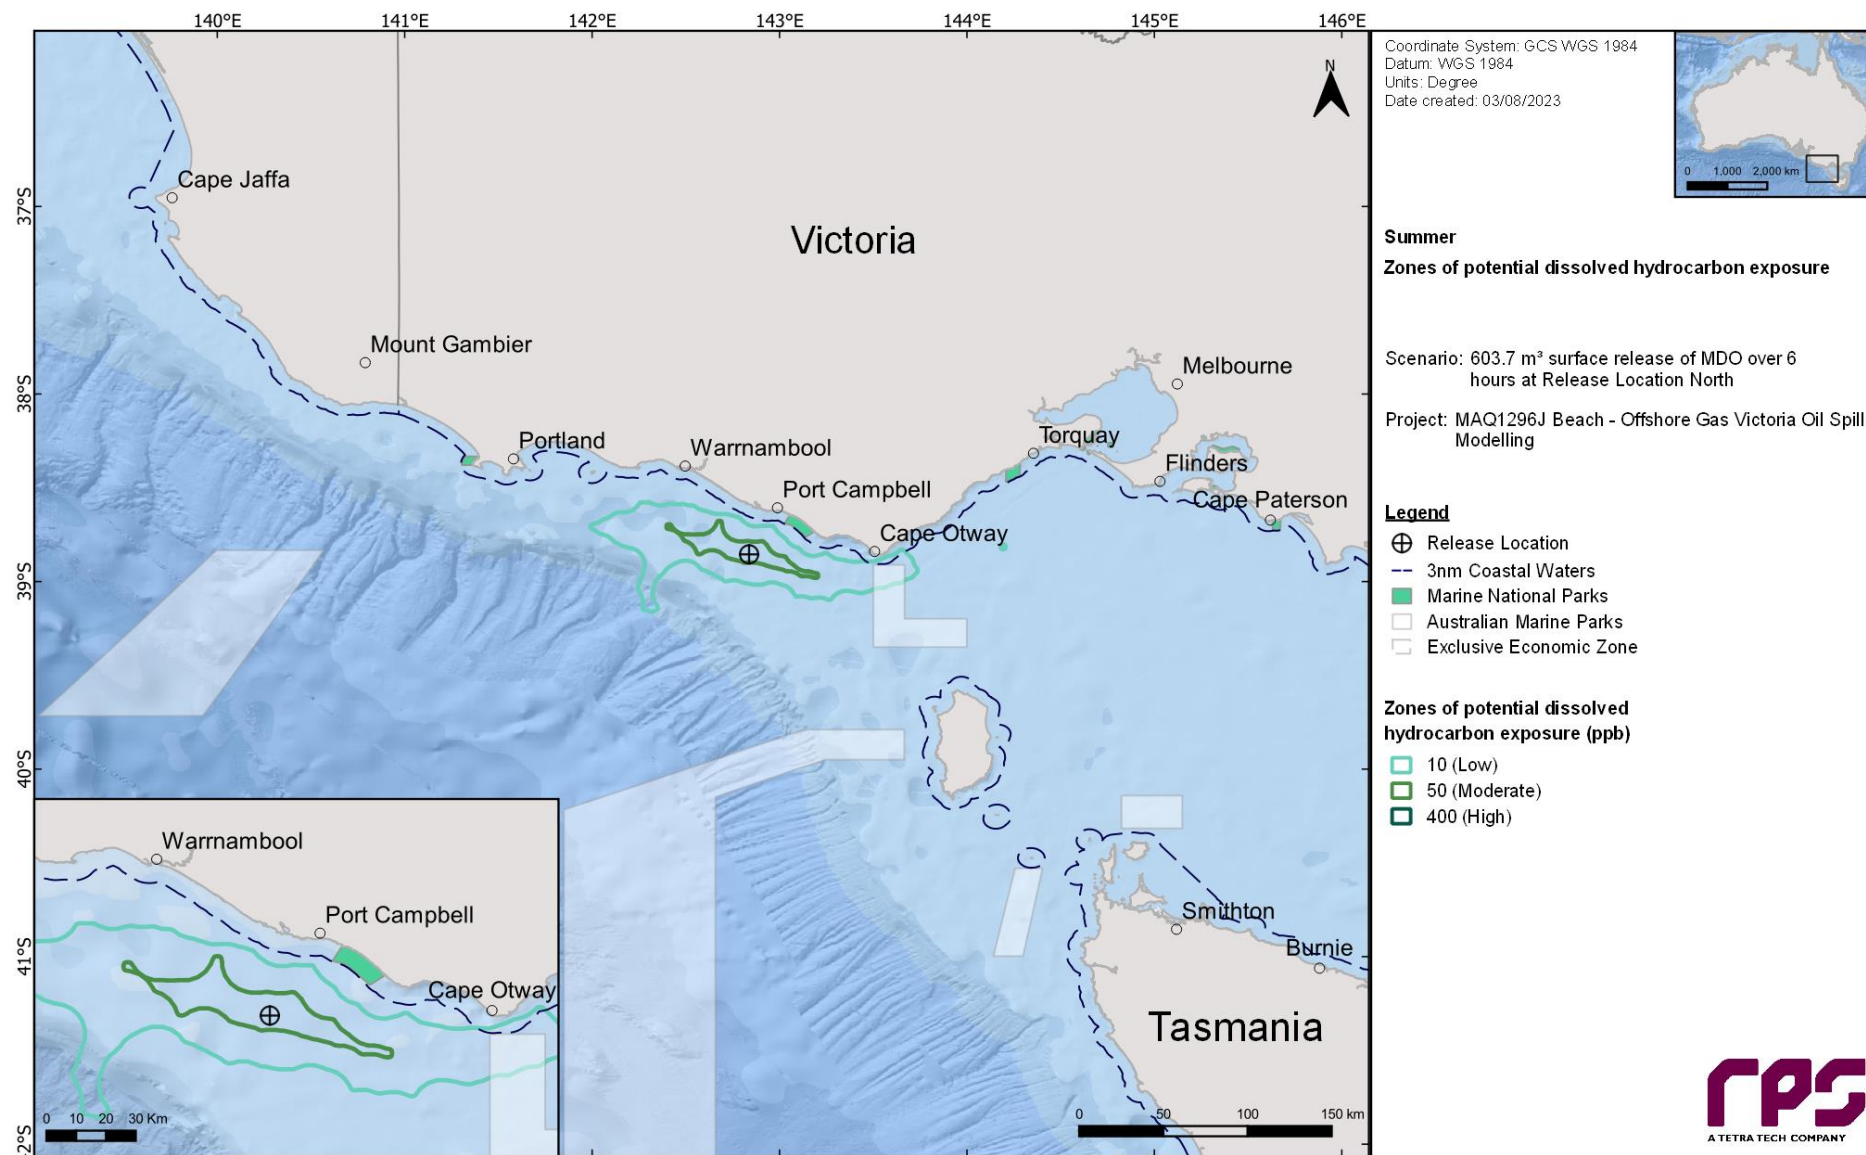 140°E 141°E 142°E 143°E 144°E 145°E 146°E
37°S
38°S
39°S
40°S
41°S
42°S
N
Cape Jaffa
Victoria
Mount Gambier
Melbourne
Portland
Warrnambool
Torquay
Flinders
Port Campbell
Cape Paterson
Cape Otway
Smithton
Burnie
Tasmania
0 50 100 150 km
Warrnambool
Port Campbell
Cape Otway
0 10 20 30 Km
Coordinate System: GCS WGS 1984
Datum: WGS 1984
Units: Degree
Date created: 03/08/2023
0 1,000 2,000 km
Summer
Zones of potential dissolved hydrocarbon exposure
Scenario: 603.7 m³ surface release of MDO over 6
hours at Release Location North
Project: MAQ1296J Beach - Offshore Gas Victoria Oil Spill
Modelling
Legend
Release Location
3nm Coastal Waters
Marine National Parks
Australian Marine Parks
Exclusive Economic Zone
Zones of potential dissolved
hydrocarbon exposure (ppb)
10 (Low)
50 (Moderate)
400 (High)
rps
A TETRA TECH COMPANY